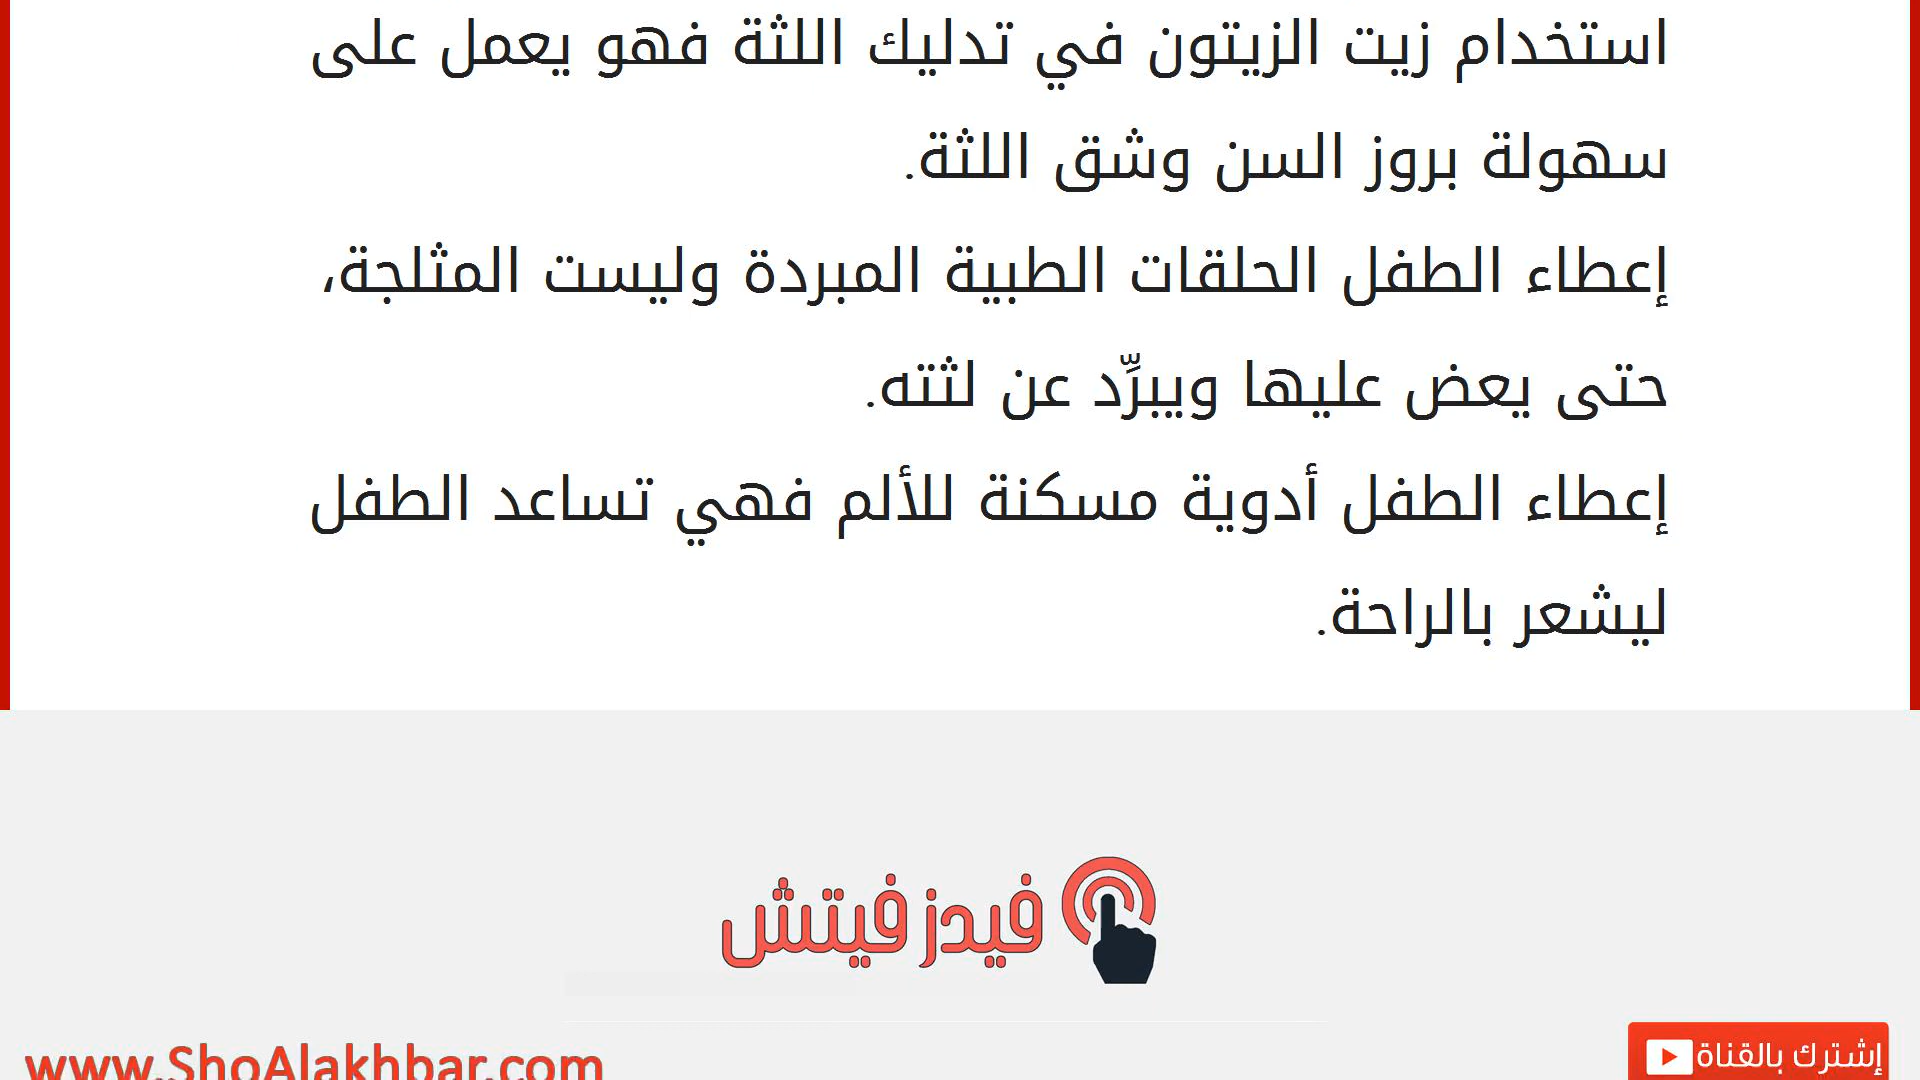 استخدام زيت الزيتون في تدليك اللثة فهو يعمل على
سهولة بروز السن وشق اللثة.
إعطاء الطفل الحلقات الطبية المبردة وليست المثلجة،
حتى يعض عليها ويبرِّد عن لثته.
إعطاء الطفل أدوية مسكنة للألم فهي تساعد الطفل
ليشعر بالراحة.
فيدز فيتش
www.ShoAlakhbar.com
إشترك بالقناة